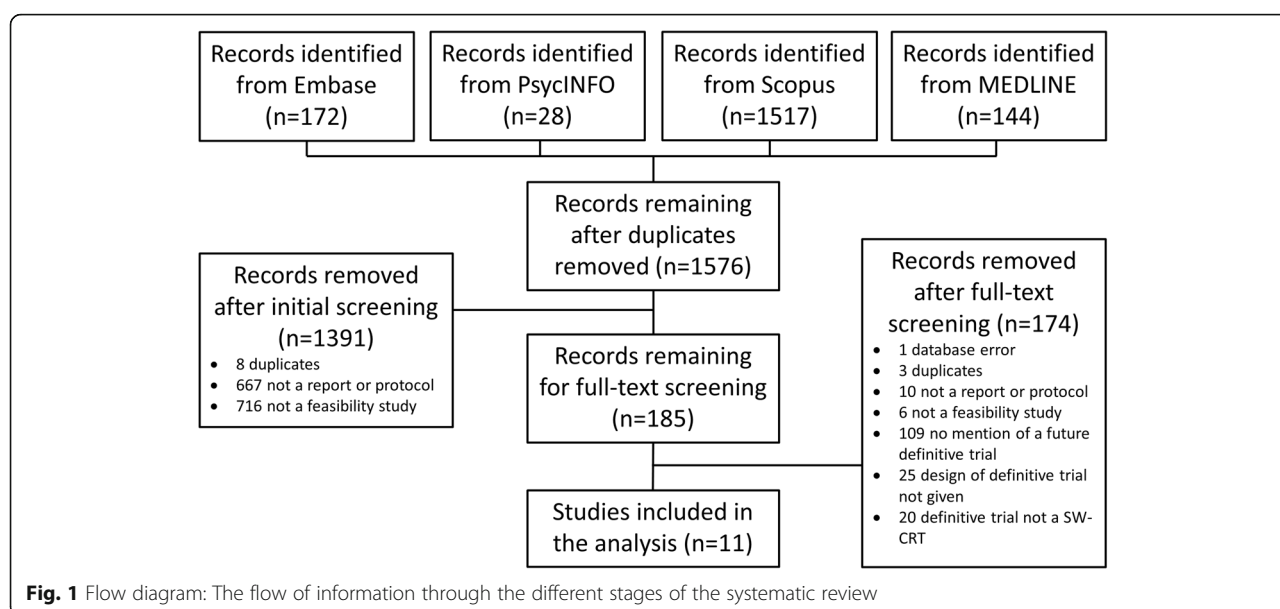 Records identified
from Embase
(n=172)
Records identified
from PsycINFO
(n=28)
Records identified
from Scopus
(n=1517)
Records identified
from MEDLINE
(n=144)
Records remaining
after duplicates
removed (n=1576)
Records removed
after initial screening
(n=1391)
• 8 duplicates
• 667 not a report or protocol
• 716 not a feasibility study
Records remaining
for full-text screening
(n=185)
Records removed
after full-text
screening (n=174)
• 1 database error
• 3 duplicates
• 10 not a report or protocol
• 6 not a feasibility study
• 109 no mention of a future
definitive trial
• 25 design of definitive trial
not given
• 20 definitive trial not a SW-
CRT
Studies included in
the analysis (n=11)
Fig. 1 Flow diagram: The flow of information through the different stages of the systematic review